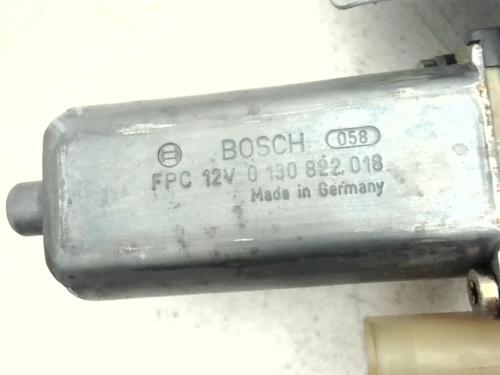 BOSCH 058
FPC 12V 0 130 822 018
Made in Germany